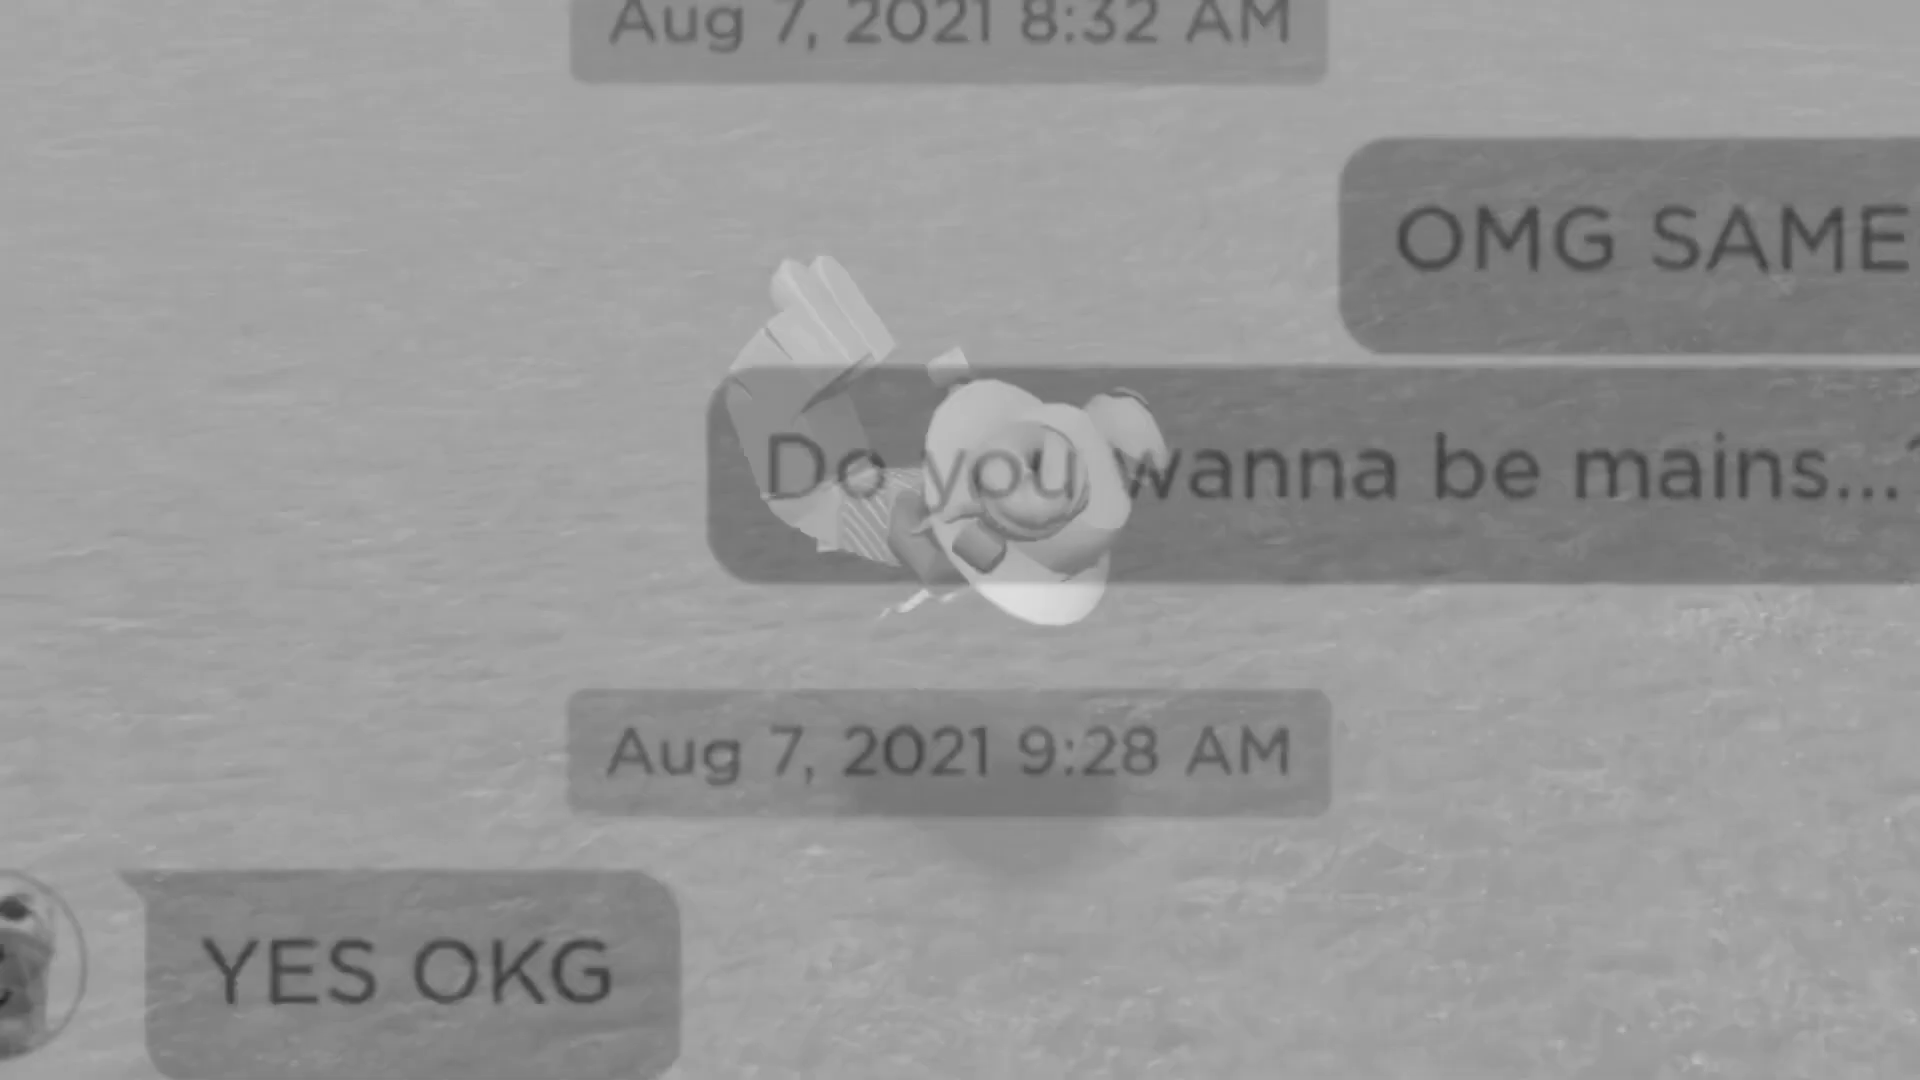 Aug 7, 2021 8:32 AM
OMG SAME
Do you wanna be mains...?
Aug 7, 2021 9:28 AM
YES OKG